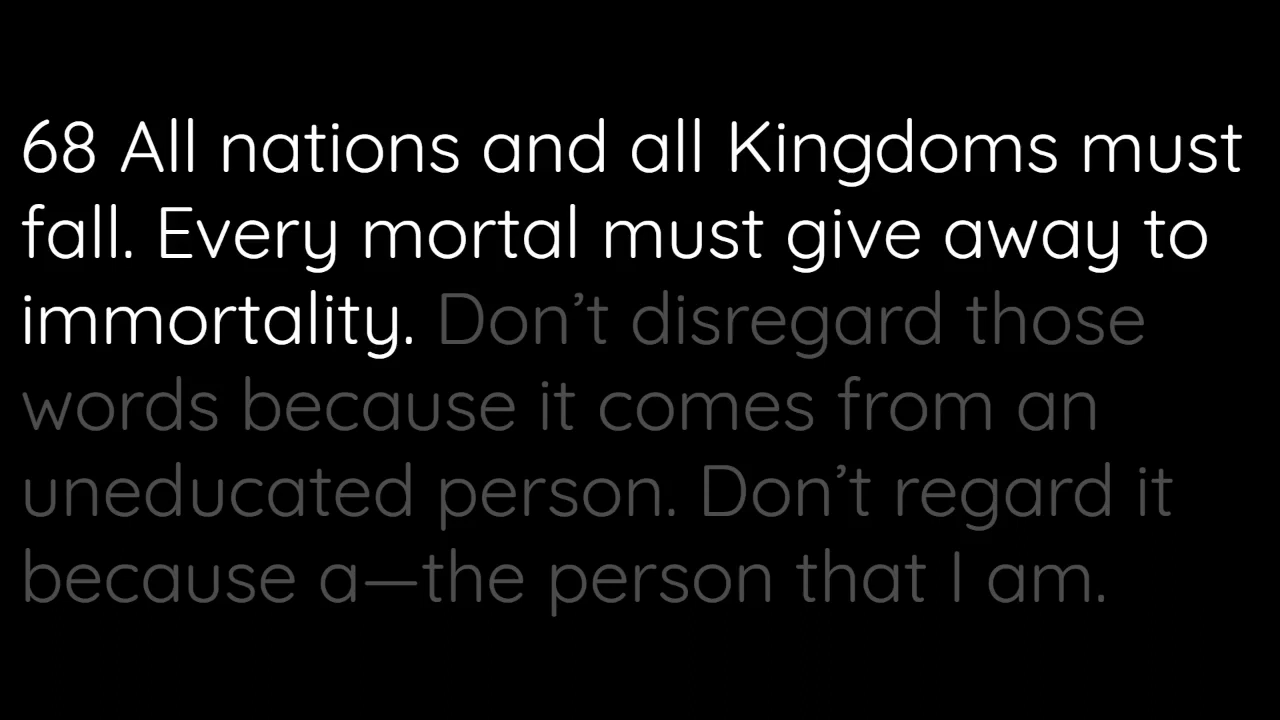 68 All nations and all Kingdoms must
fall. Every mortal must give away to
immortality. Don’t disregard those
words because it comes from an
uneducated person. Don’t regard it
because a—the person that I am.